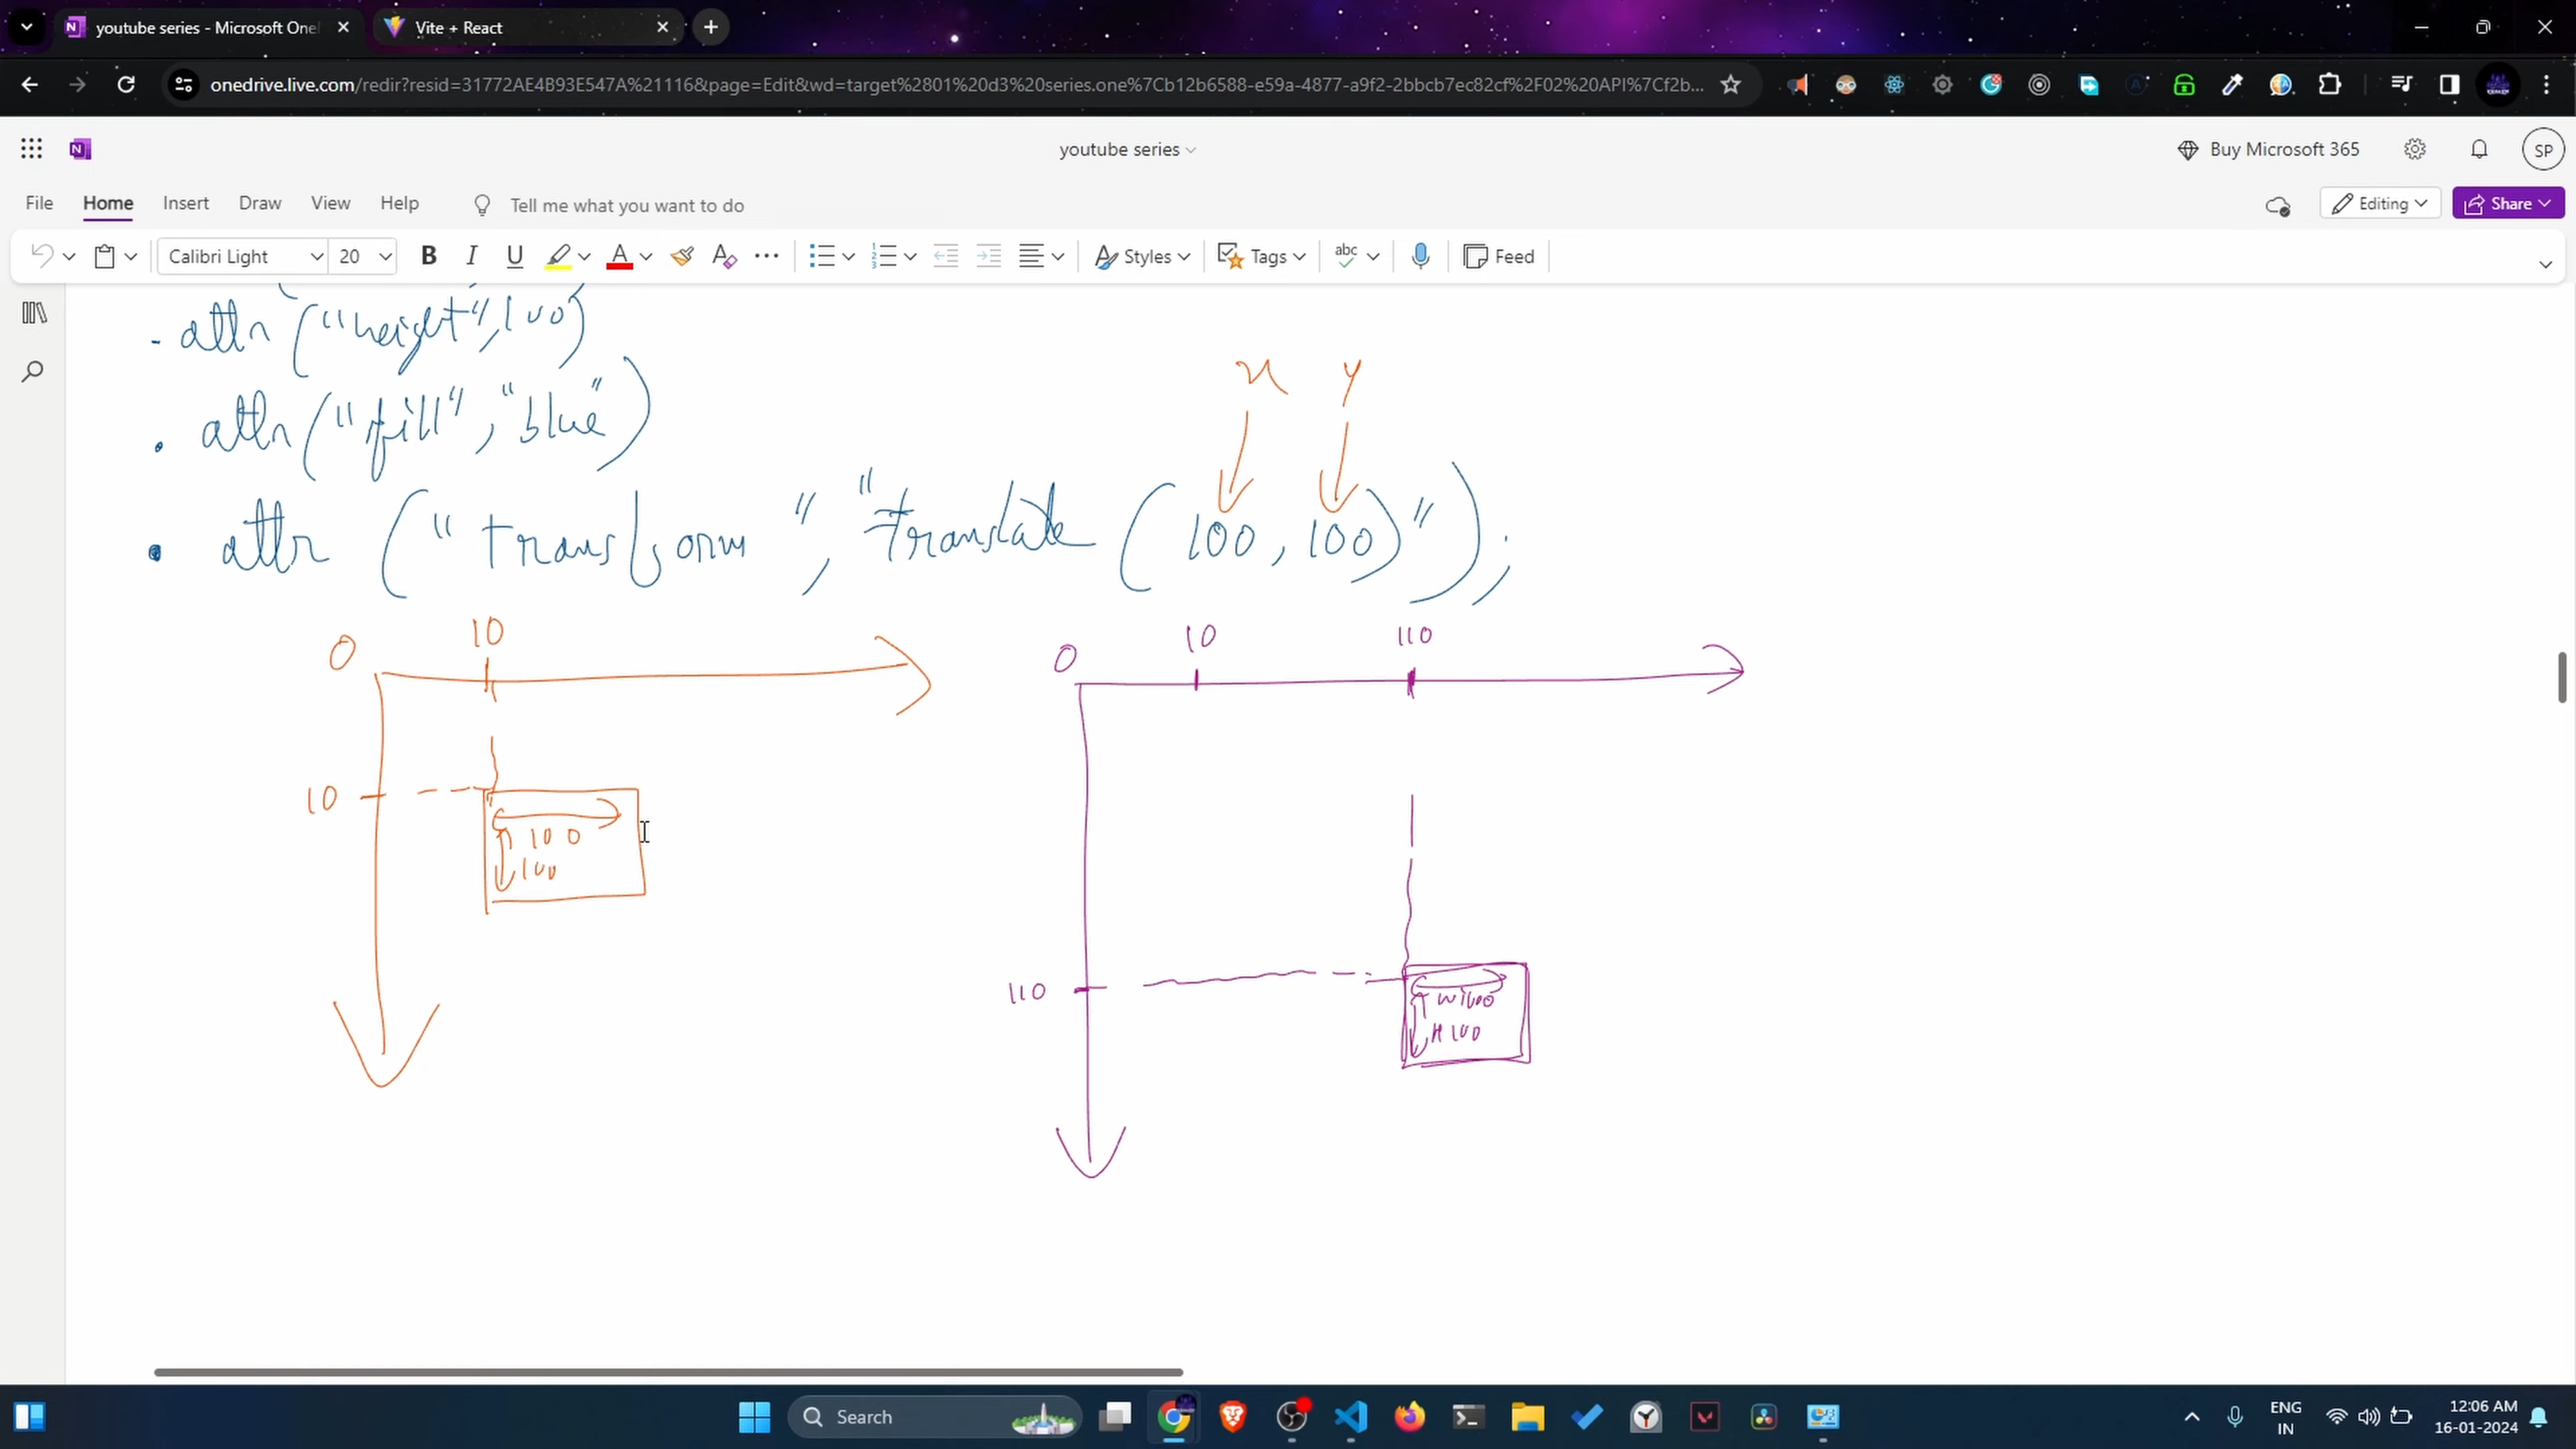 youtube series - Microsoft One
Vite + React
onedrive.live.com/redir?resid=31772AE4B93E547A%21116&page=Edit&wd=target%2801%20d3%20series.one%7Cb12b6588-e59a-4877-a9f2-2bbcb7ec82cf%2F02%20API%7Cf2b...
youtube series
Buy Microsoft 365
SP
File Home Insert Draw View Help Tell me what you want to do
Editing Share
Calibri Light 20 B I U A A ... Styles Tags abc Feed
. attr ("height", 100)
. attr ("fill", "blue")
x y
. attr ("transform", "translate (100, 100)");
0 10
0 10 110
10
100
100
110
W100
H100
Search
ENG
IN
12:06 AM
16-01-2024